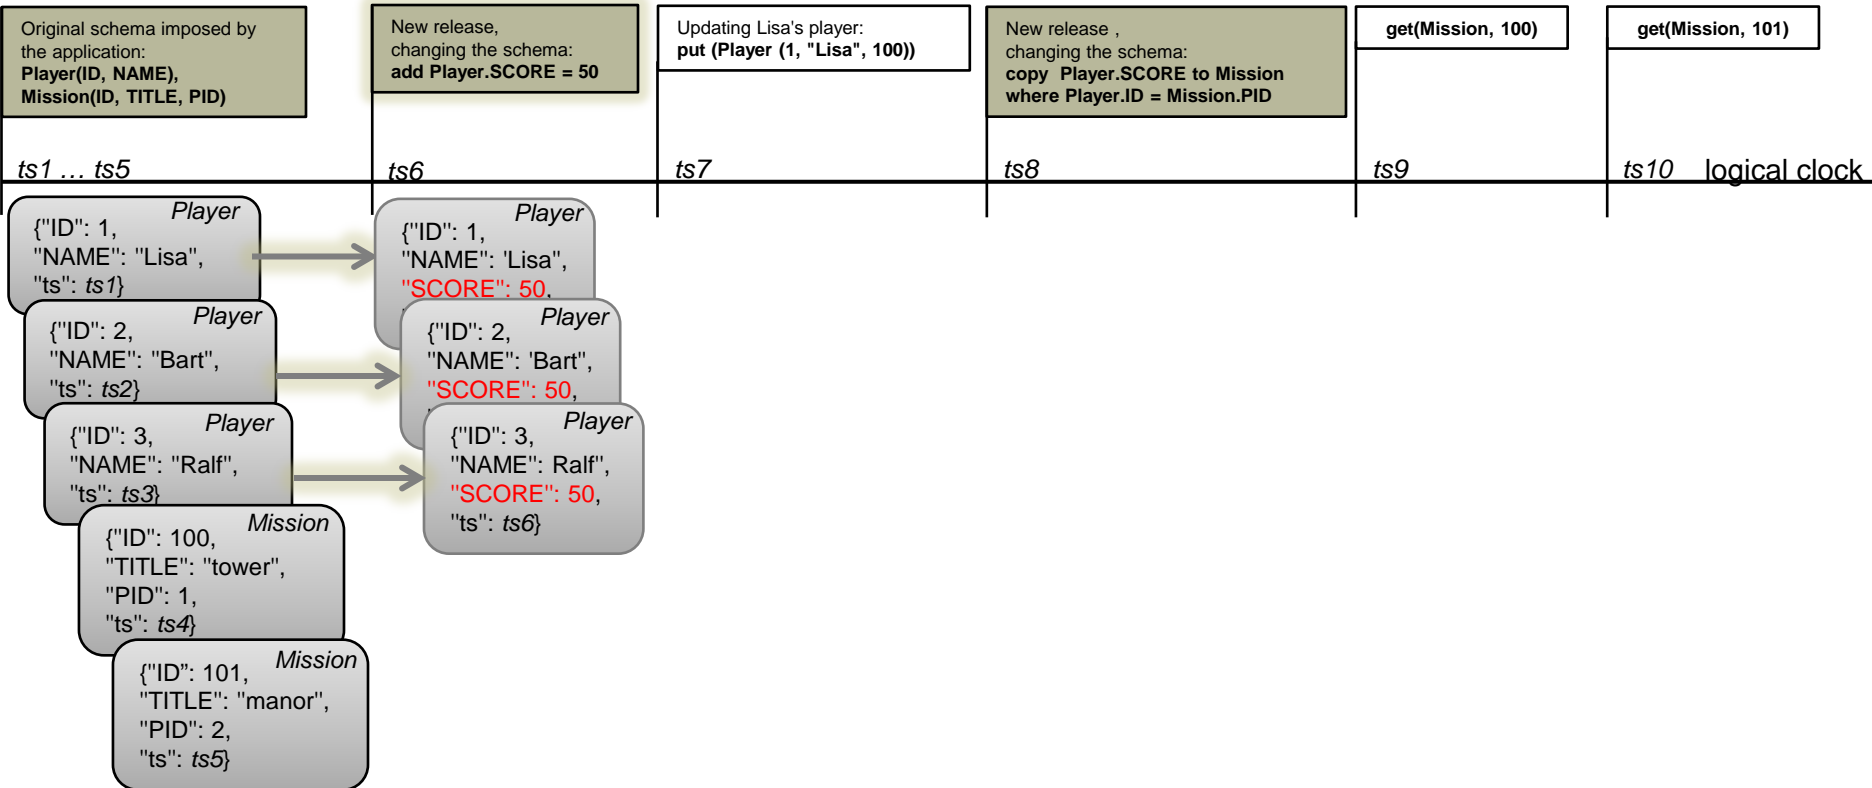 Original schema imposed by
the application:
Player(ID, NAME),
Mission(ID, TITLE, PID)
New release,
changing the schema:
add Player.SCORE = 50
Updating Lisa's player:
put (Player (1, "Lisa", 100))
New release ,
changing the schema:
copy Player.SCORE to Mission
where Player.ID = Mission.PID
get(Mission, 100)
get(Mission, 101)
ts1 ... ts5
ts6
ts7
ts8
ts9
ts10
logical clock
Player
{"ID": 1,
"NAME": "Lisa",
"ts": ts1}
Player
{"ID": 2,
"NAME": "Bart",
"ts": ts2}
Player
{"ID": 3,
"NAME": "Ralf",
"ts": ts3}
Mission
{"ID": 100,
"TITLE": "tower",
"PID": 1,
"ts": ts4}
Mission
{"ID”: 101,
"TITLE": "manor",
"PID": 2,
"ts": ts5}
Player
{"ID": 1,
"NAME": 'Lisa",
"SCORE": 50,
Player
{"ID": 2,
"NAME": 'Bart",
"SCORE": 50,
Player
{"ID": 3,
"NAME": Ralf",
"SCORE": 50,
"ts": ts6}